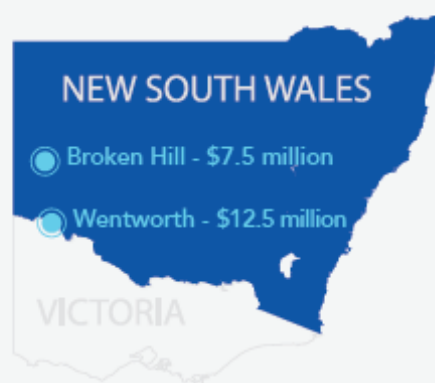 NEW SOUTH WALES
Broken Hill - $7.5 million
Wentworth - $12.5 million
VICTORIA